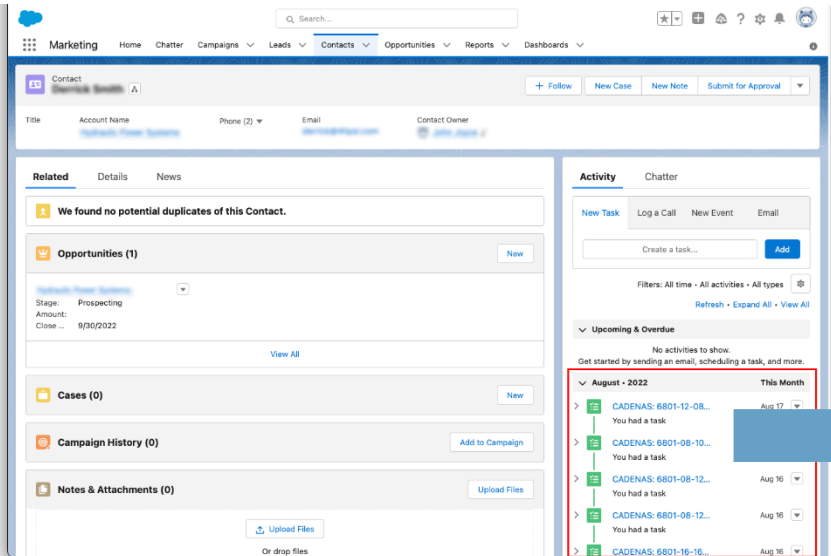 Search...
Marketing Home Chatter Campaigns Leads Contacts Opportunities Reports Dashboards
Contact
+ Follow New Case New Note Submit for Approval
Title Account Name Phone (2) Email Contact Owner
Related Details News
We found no potential duplicates of this Contact.
Opportunities (1) New
Stage: Prospecting
Amount:
Close ... 9/30/2022
View All
Cases (0) New
Campaign History (0) Add to Campaign
Notes & Attachments (0) Upload Files
Upload Files
Or drop files
Activity Chatter
New Task Log a Call New Event Email
Create a task... Add
Filters: All time • All activities • All types
Refresh • Expand All • View All
Upcoming & Overdue
No activities to show.
Get started by sending an email, scheduling a task, and more.
August • 2022 This Month
CADENAS: 6801-12-08... Aug 17
You had a task
CADENAS: 6801-08-10...
You had a task
CADENAS: 6801-08-12... Aug 16
You had a task
CADENAS: 6801-08-12... Aug 16
You had a task
CADENAS: 6801-16-16... Aug 16